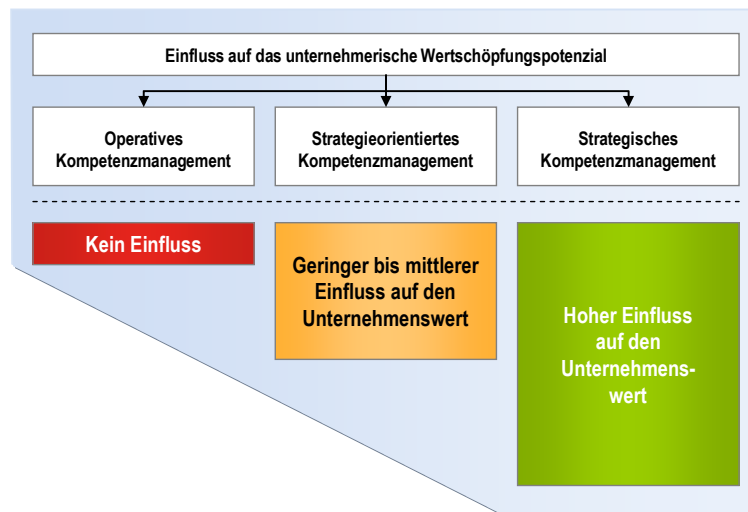 Einfluss auf das unternehmerische Wertschöpfungspotenzial
Operatives
Kompetenzmanagement
Strategieorientiertes
Kompetenzmanagement
Strategisches
Kompetenzmanagement
Kein Einfluss
Geringer bis mittlerer
Einfluss auf den
Unternehmenswert
Hoher Einfluss
auf den
Unternehmens-
wert